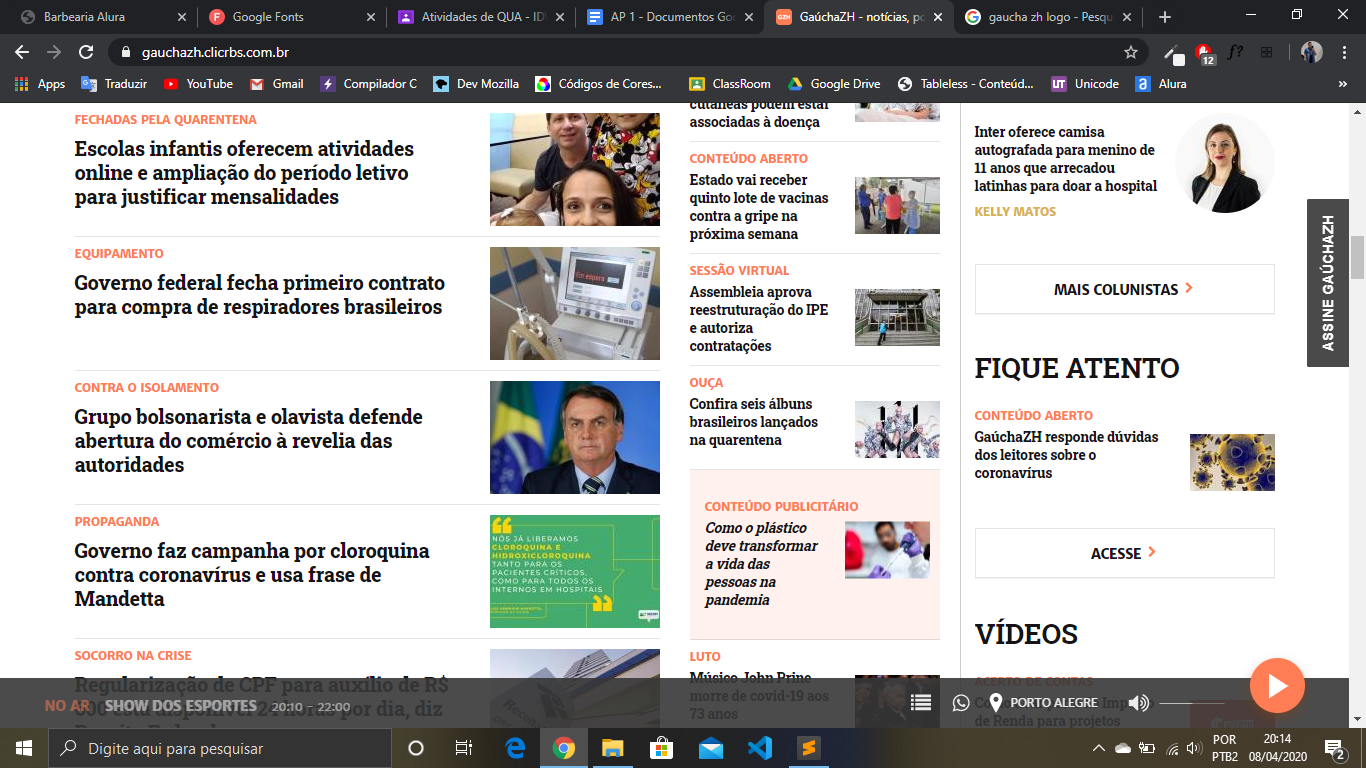 Barbearia Alura
Google Fonts
Atividades de QUA - ID
AP 1 - Documentos Goo
GaúchaZH - notícias, po
gaucha zh logo - Pesqu
gauchazh.clicrbs.com.br
12
f?
Apps
Traduzir
YouTube
Gmail
Compilador C
Dev Mozilla
Códigos de Cores...
ClassRoom
Google Drive
Tableless - Conteúd...
Unicode
Alura
FECHADAS PELA QUARENTENA
Escolas infantis oferecem atividades
online e ampliação do período letivo
para justificar mensalidades
EQUIPAMENTO
Governo federal fecha primeiro contrato
para compra de respiradores brasileiros
Em espera
CONTRA O ISOLAMENTO
Grupo bolsonarista e olavista defende
abertura do comércio à revelia das
autoridades
PROPAGANDA
Governo faz campanha por cloroquina
contra coronavírus e usa frase de
Mandetta
NÓS JÁ LIBERAMOS
CLOROQUINA E
HIDROXICLOROQUINA
TANTO PARA OS
PACIENTES CRÍTICOS,
COMO PARA TODOS OS
INTERNOS EM HOSPITAIS
SOCORRO NA CRISE
Regularização de CPF para auxílio de R$
600 está disponível 24 horas por dia, diz
cutâneas podem estar
associadas à doença
CONTEÚDO ABERTO
Estado vai receber
quinto lote de vacinas
contra a gripe na
próxima semana
SESSÃO VIRTUAL
Assembleia aprova
reestruturação do IPE
e autoriza
contratações
OUÇA
Confira seis álbuns
brasileiros lançados
na quarentena
CONTEÚDO PUBLICITÁRIO
Como o plástico
deve transformar
a vida das
pessoas na
pandemia
LUTO
Músico John Prine
morre de covid-19 aos
73 anos
Inter oferece camisa
autografada para menino de
11 anos que arrecadou
latinhas para doar a hospital
KELLY MATOS
MAIS COLUNISTAS
FIQUE ATENTO
CONTEÚDO ABERTO
GaúchaZH responde dúvidas
dos leitores sobre o
coronavírus
ACESSE
VÍDEOS
ACERTO DE CONTAS
de Renda para projetos
ASSINE GAÚCHAZH
NO AR
SHOW DOS ESPORTES
20:10 - 22:00
PORTO ALEGRE
Digite aqui para pesquisar
POR
PTB2
20:14
08/04/2020
2